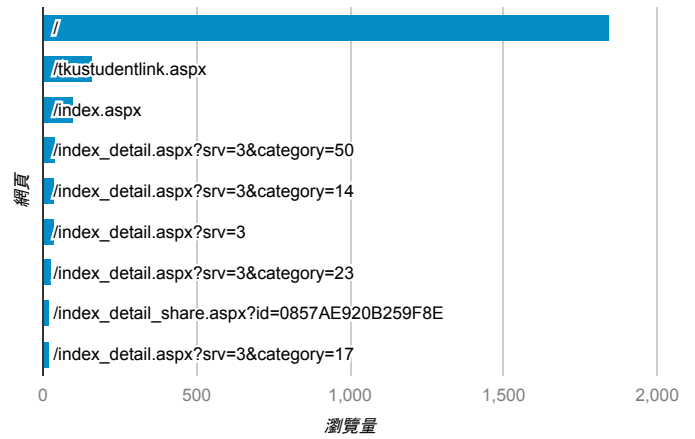 /
/tkustudentlink.aspx
/index.aspx
/index_detail.aspx?srv=3&category=50
/index_detail.aspx?srv=3&category=14
/index_detail.aspx?srv=3
/index_detail.aspx?srv=3&category=23
/index_detail_share.aspx?id=0857AE920B259F8E
/index_detail.aspx?srv=3&category=17
網頁
0 500 1,000 1,500 2,000
瀏覽量